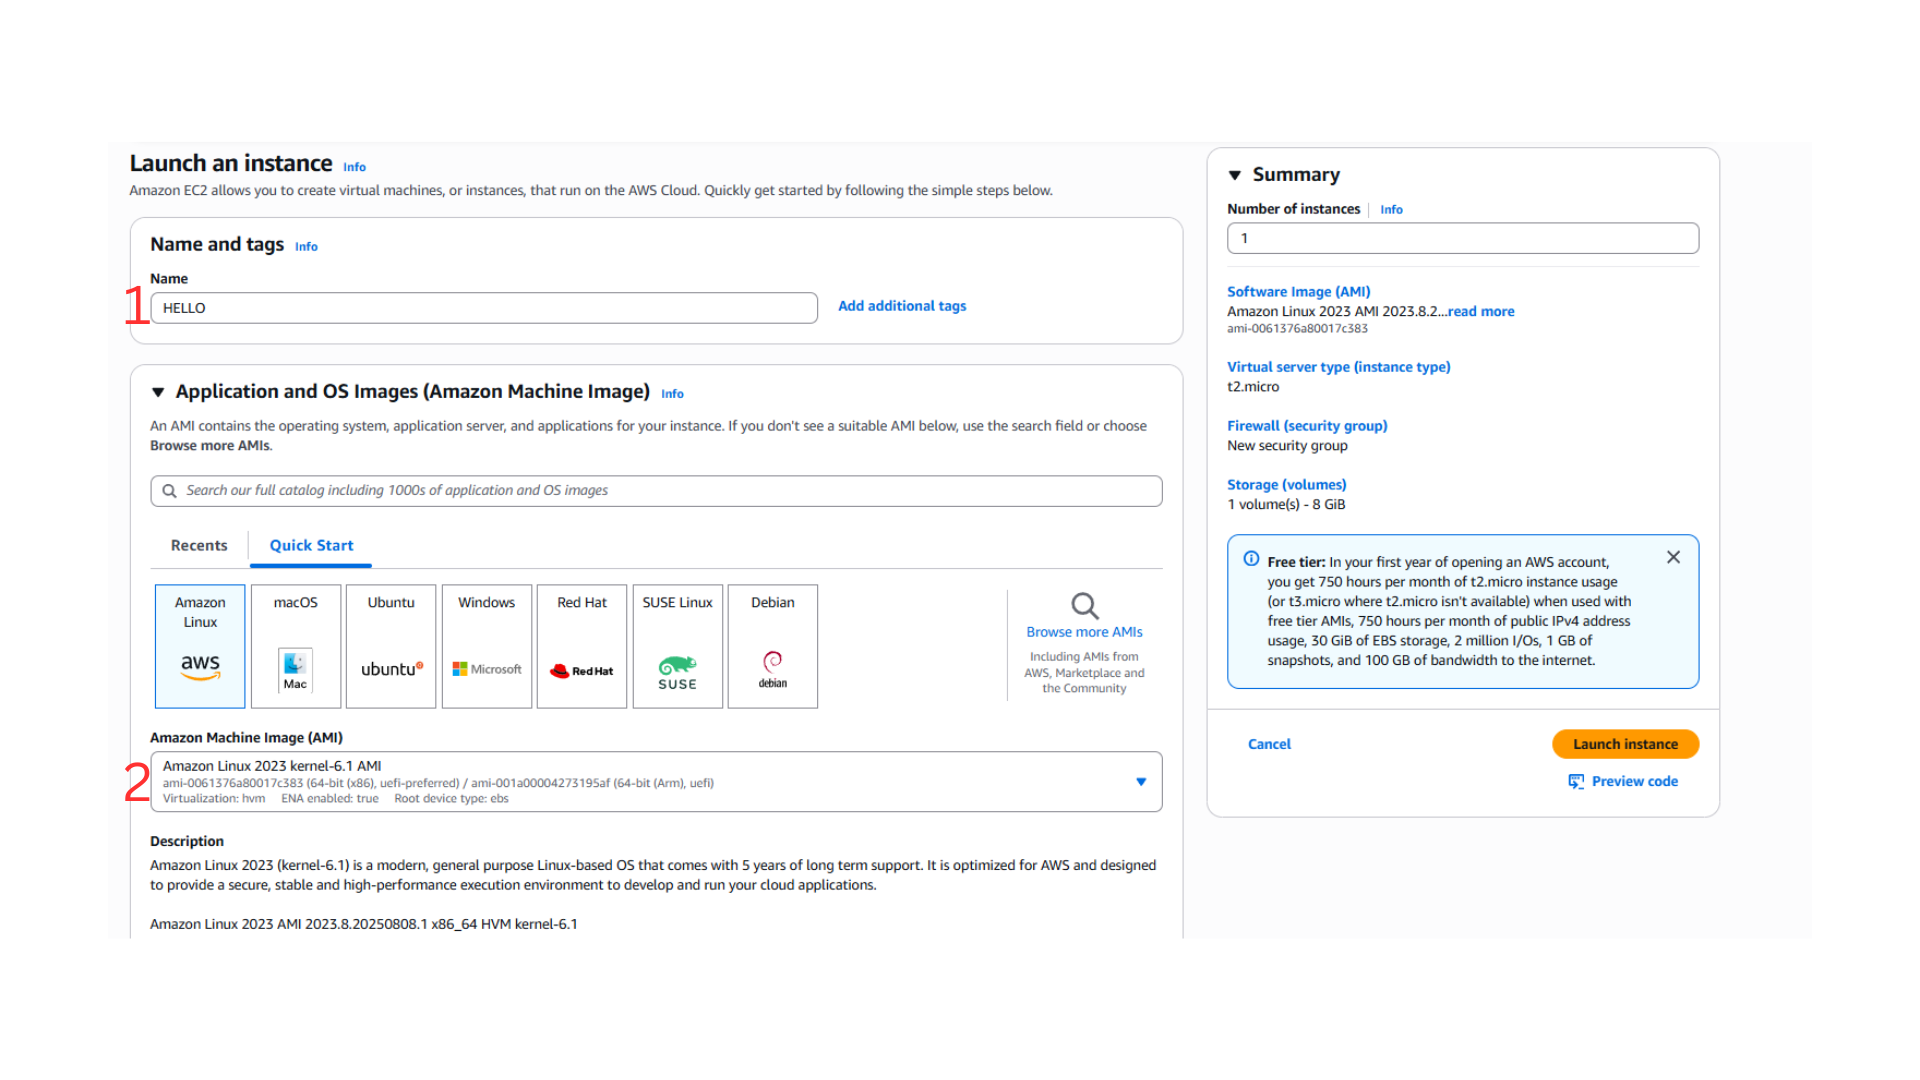 Launch an instance Info
Amazon EC2 allows you to create virtual machines, or instances, that run on the AWS Cloud. Quickly get started by following the simple steps below.
Name and tags Info
Name
1
HELLO
Add additional tags
Application and OS Images (Amazon Machine Image) Info
An AMI contains the operating system, application server, and applications for your instance. If you don't see a suitable AMI below, use the search field or choose
Browse more AMIs.
Search our full catalog including 1000s of application and OS images
Recents
Quick Start
Amazon
Linux
aws
macOS
Mac
Ubuntu
ubuntu
Windows
Microsoft
Red Hat
Red Hat
SUSE Linux
SUSE
Debian
debian
Browse more AMIs
Including AMIs from
AWS, Marketplace and
the Community
Amazon Machine Image (AMI)
2
Amazon Linux 2023 kernel-6.1 AMI
ami-0061376a80017c383 (64-bit (x86), uefi-preferred) / ami-001a00004273195af (64-bit (Arm), uefi)
Virtualization: hvm ENA enabled: true Root device type: ebs
Description
Amazon Linux 2023 (kernel-6.1) is a modern, general purpose Linux-based OS that comes with 5 years of long term support. It is optimized for AWS and designed
to provide a secure, stable and high-performance execution environment to develop and run your cloud applications.
Amazon Linux 2023 AMI 2023.8.20250808.1 x86_64 HVM kernel-6.1
Summary
Number of instances Info
1
Software Image (AMI)
Amazon Linux 2023 AMI 2023.8.2...read more
ami-0061376a80017c383
Virtual server type (instance type)
t2.micro
Firewall (security group)
New security group
Storage (volumes)
1 volume(s) - 8 GiB
Free tier: In your first year of opening an AWS account,
you get 750 hours per month of t2.micro instance usage
(or t3.micro where t2.micro isn't available) when used with
free tier AMIs, 750 hours per month of public IPv4 address
usage, 30 GiB of EBS storage, 2 million I/Os, 1 GB of
snapshots, and 100 GB of bandwidth to the internet.
Cancel
Launch instance
Preview code